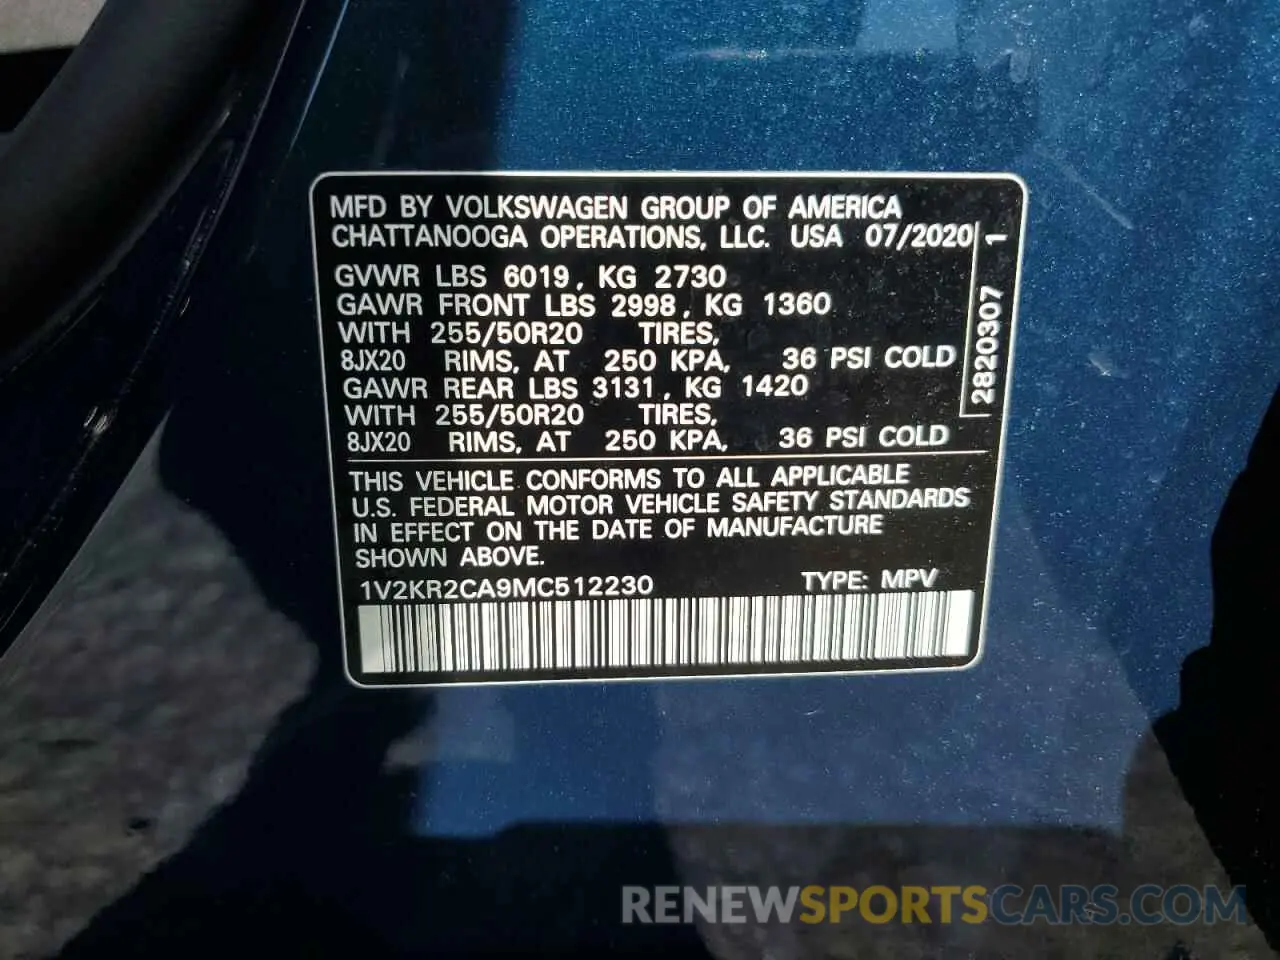 MFD BY VOLKSWAGEN GROUP OF AMERICA
CHATTANOOGA OPERATIONS, LLC. USA 07/2020
GVWR LBS 6019, KG 2730
GAWR FRONT LBS 2998, KG 1360
WITH 255/50R20 TIRES,
8JX20 RIMS, AT 250 KPA, 36 PSI COLD
GAWR REAR LBS 3131, KG 1420
WITH 255/50R20 TIRES,
8JX20 RIMS, AT 250 KPA, 36 PSI COLD
2820307 1
THIS VEHICLE CONFORMS TO ALL APPLICABLE
U.S. FEDERAL MOTOR VEHICLE SAFETY STANDARDS
IN EFFECT ON THE DATE OF MANUFACTURE
SHOWN ABOVE.
1V2KR2CA9MC512230 TYPE: MPV
RENEWSPORTSCARS.COM